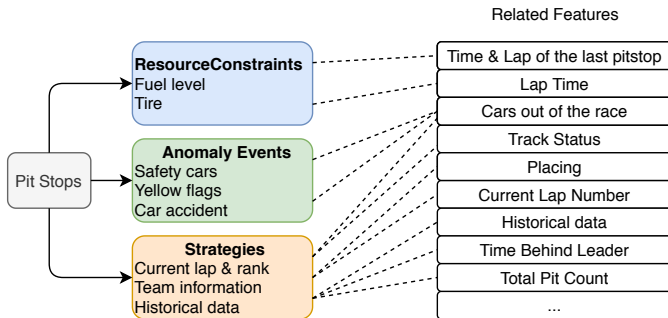 Related Features
Pit Stops
ResourceConstraints
Fuel level
Tire
Anomaly Events
Safety cars
Yellow flags
Car accident
Strategies
Current lap & rank
Team information
Historical data
Time & Lap of the last pitstop
Lap Time
Cars out of the race
Track Status
Placing
Current Lap Number
Historical data
Time Behind Leader
Total Pit Count
...